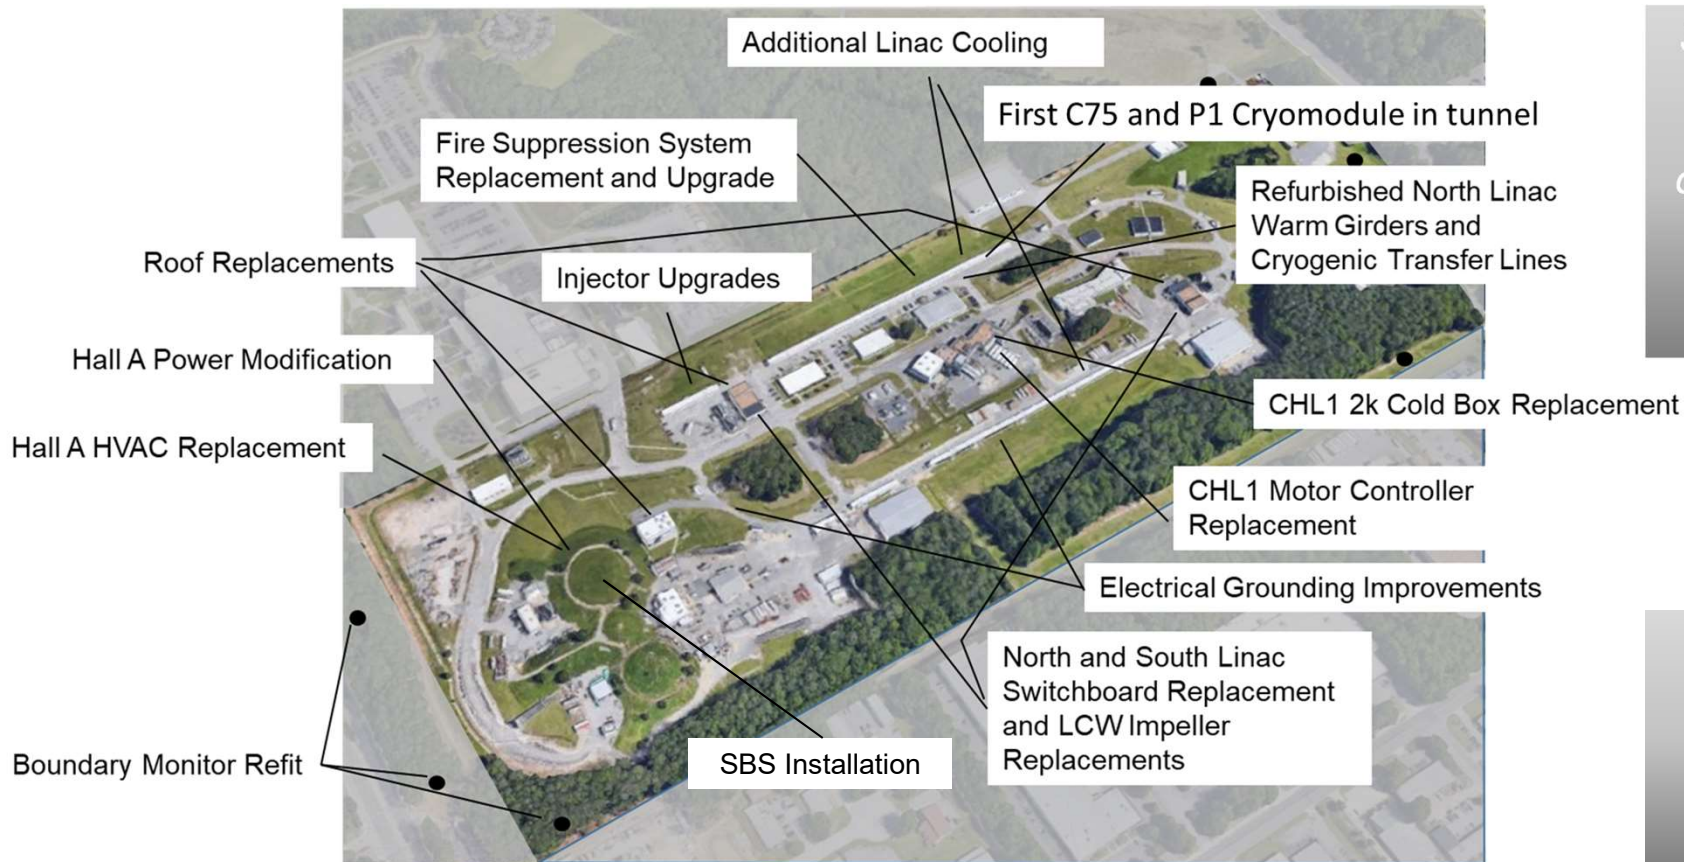 Additional Linac Cooling
First C75 and P1 Cryomodule in tunnel
Fire Suppression System
Replacement and Upgrade
Refurbished North Linac
Warm Girders and
Cryogenic Transfer Lines
Roof Replacements
Injector Upgrades
Hall A Power Modification
CHL1 2k Cold Box Replacement
Hall A HVAC Replacement
CHL1 Motor Controller
Replacement
Electrical Grounding Improvements
North and South Linac
Switchboard Replacement
and LCW Impeller
Replacements
SBS Installation
Boundary Monitor Refit